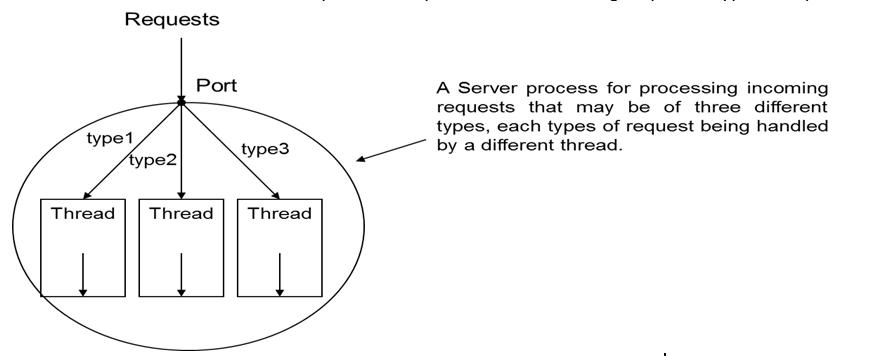 Requests
Port
A Server process for processing incoming
requests that may be of three different
types, each types of request being handled
by a different thread.
type1
type2
type3
Thread
Thread
Thread